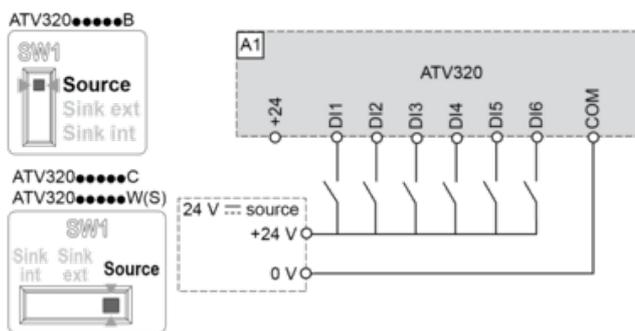 ATV320●●●●●B
SW1
Source
Sink ext
Sink int
ATV320●●●●●C
ATV320●●●●●W(S)
SW1
Sink int
Sink ext
Source
A1
ATV320
+24
DI1
DI2
DI3
DI4
DI5
DI6
COM
24 V ⎓ source
+24 V
0 V